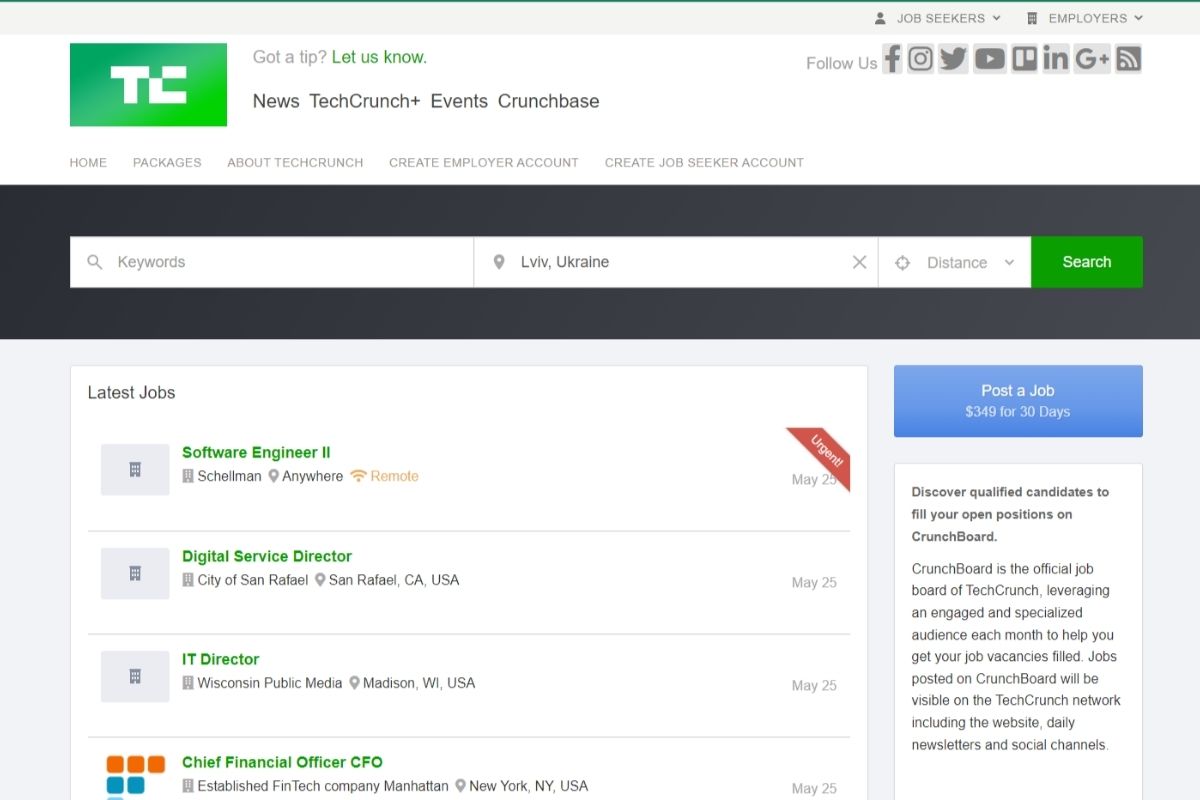 JOB SEEKERS EMPLOYERS
TC
Got a tip? Let us know.
Follow Us
News TechCrunch+ Events Crunchbase
HOME PACKAGES ABOUT TECHCRUNCH CREATE EMPLOYER ACCOUNT CREATE JOB SEEKER ACCOUNT
Keywords Lviv, Ukraine Distance Search
Latest Jobs
Software Engineer II
Schellman Anywhere Remote
Urgent!
May 25
Digital Service Director
City of San Rafael San Rafael, CA, USA
May 25
IT Director
Wisconsin Public Media Madison, WI, USA
May 25
Chief Financial Officer CFO
Established FinTech company Manhattan New York, NY, USA
May 25
Post a Job
$349 for 30 Days
Discover qualified candidates to
fill your open positions on
CrunchBoard.
CrunchBoard is the official job
board of TechCrunch, leveraging
an engaged and specialized
audience each month to help you
get your job vacancies filled. Jobs
posted on CrunchBoard will be
visible on the TechCrunch network
including the website, daily
newsletters and social channels.